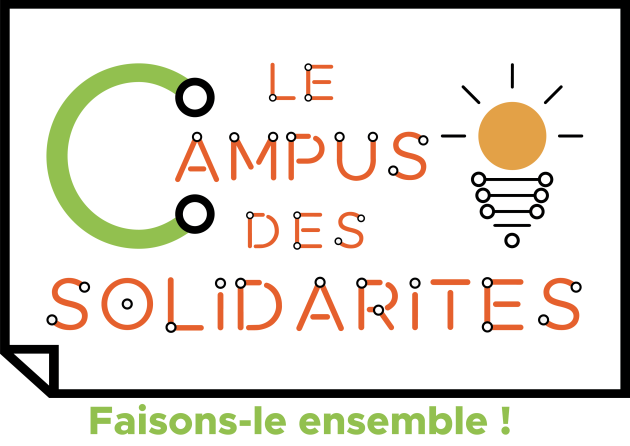 LE
CAMPUS
DES
SOLiDARiTES
Faisons-le ensemble !